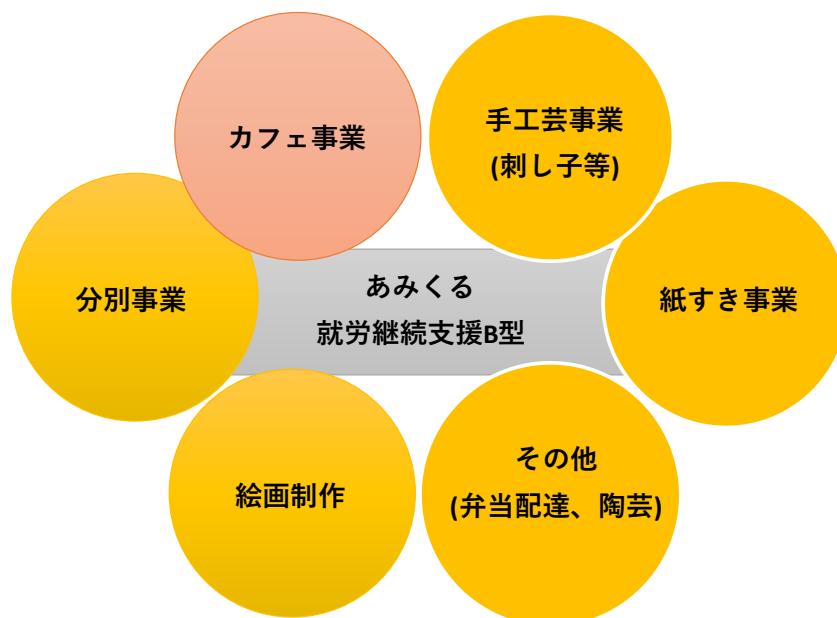 カフェ事業
手工芸事業
(刺し子等)
分別事業
あみくる
就労継続支援B型
紙すき事業
絵画制作
その他
(弁当配達、陶芸)